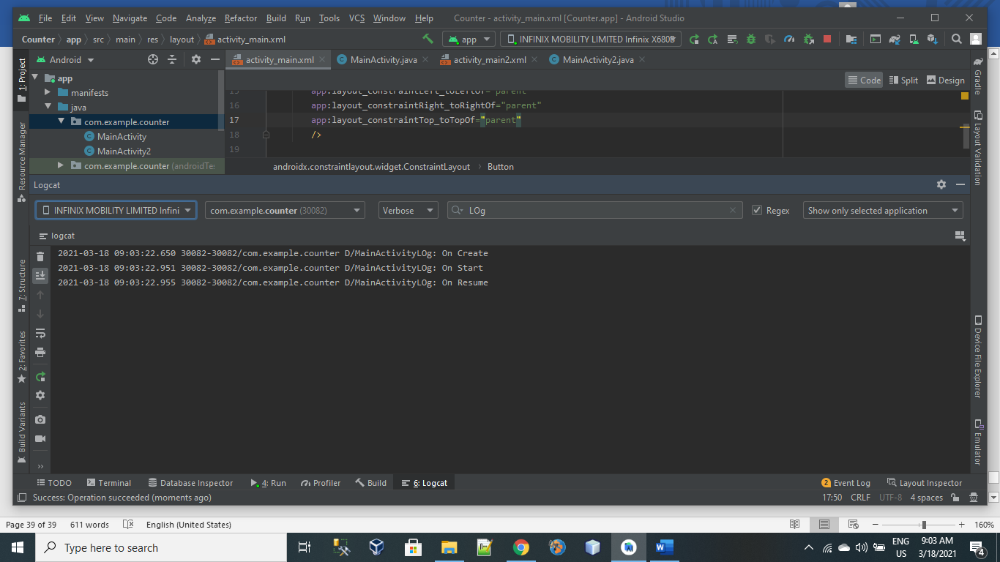 File Edit View Navigate Code Analyze Refactor Build Run Tools VCS Window Help Counter - activity_main.xml [Counter.app] - Android Studio
Counter › app › src › main › res › layout › activity_main.xml app INFINIX MOBILITY LIMITED Infinix X680B
Android activity_main.xml MainActivity.java activity_main2.xml MainActivity2.java
1: Project
Resource Manager
7: Structure
2: Favorites
Build Variants
app
manifests
java
com.example.counter
MainActivity
MainActivity2
com.example.counter (androidTes
Code Split Design
15 app:layout_constraintLeft_toLeftOf="parent"
16 app:layout_constraintRight_toRightOf="parent"
17 app:layout_constraintTop_toTopOf="parent"
18 />
19
androidx.constraintlayout.widget.ConstraintLayout › Button
Gradle
Layout Validation
Device File Explorer
Emulator
Logcat
INFINIX MOBILITY LIMITED Infini com.example.counter (30082) Verbose LOg Regex Show only selected application
logcat
2021-03-18 09:03:22.650 30082-30082/com.example.counter D/MainActivityLOg: On Create
2021-03-18 09:03:22.951 30082-30082/com.example.counter D/MainActivityLOg: On Start
2021-03-18 09:03:22.955 30082-30082/com.example.counter D/MainActivityLOg: On Resume
TODO Terminal Database Inspector 4: Run Profiler Build 6: Logcat 2 Event Log Layout Inspector
Success: Operation succeeded (moments ago) 17:50 CRLF UTF-8 4 spaces
Page 39 of 39 611 words English (United States) 160%
Type here to search ENG 9:03 AM
US 3/18/2021 4